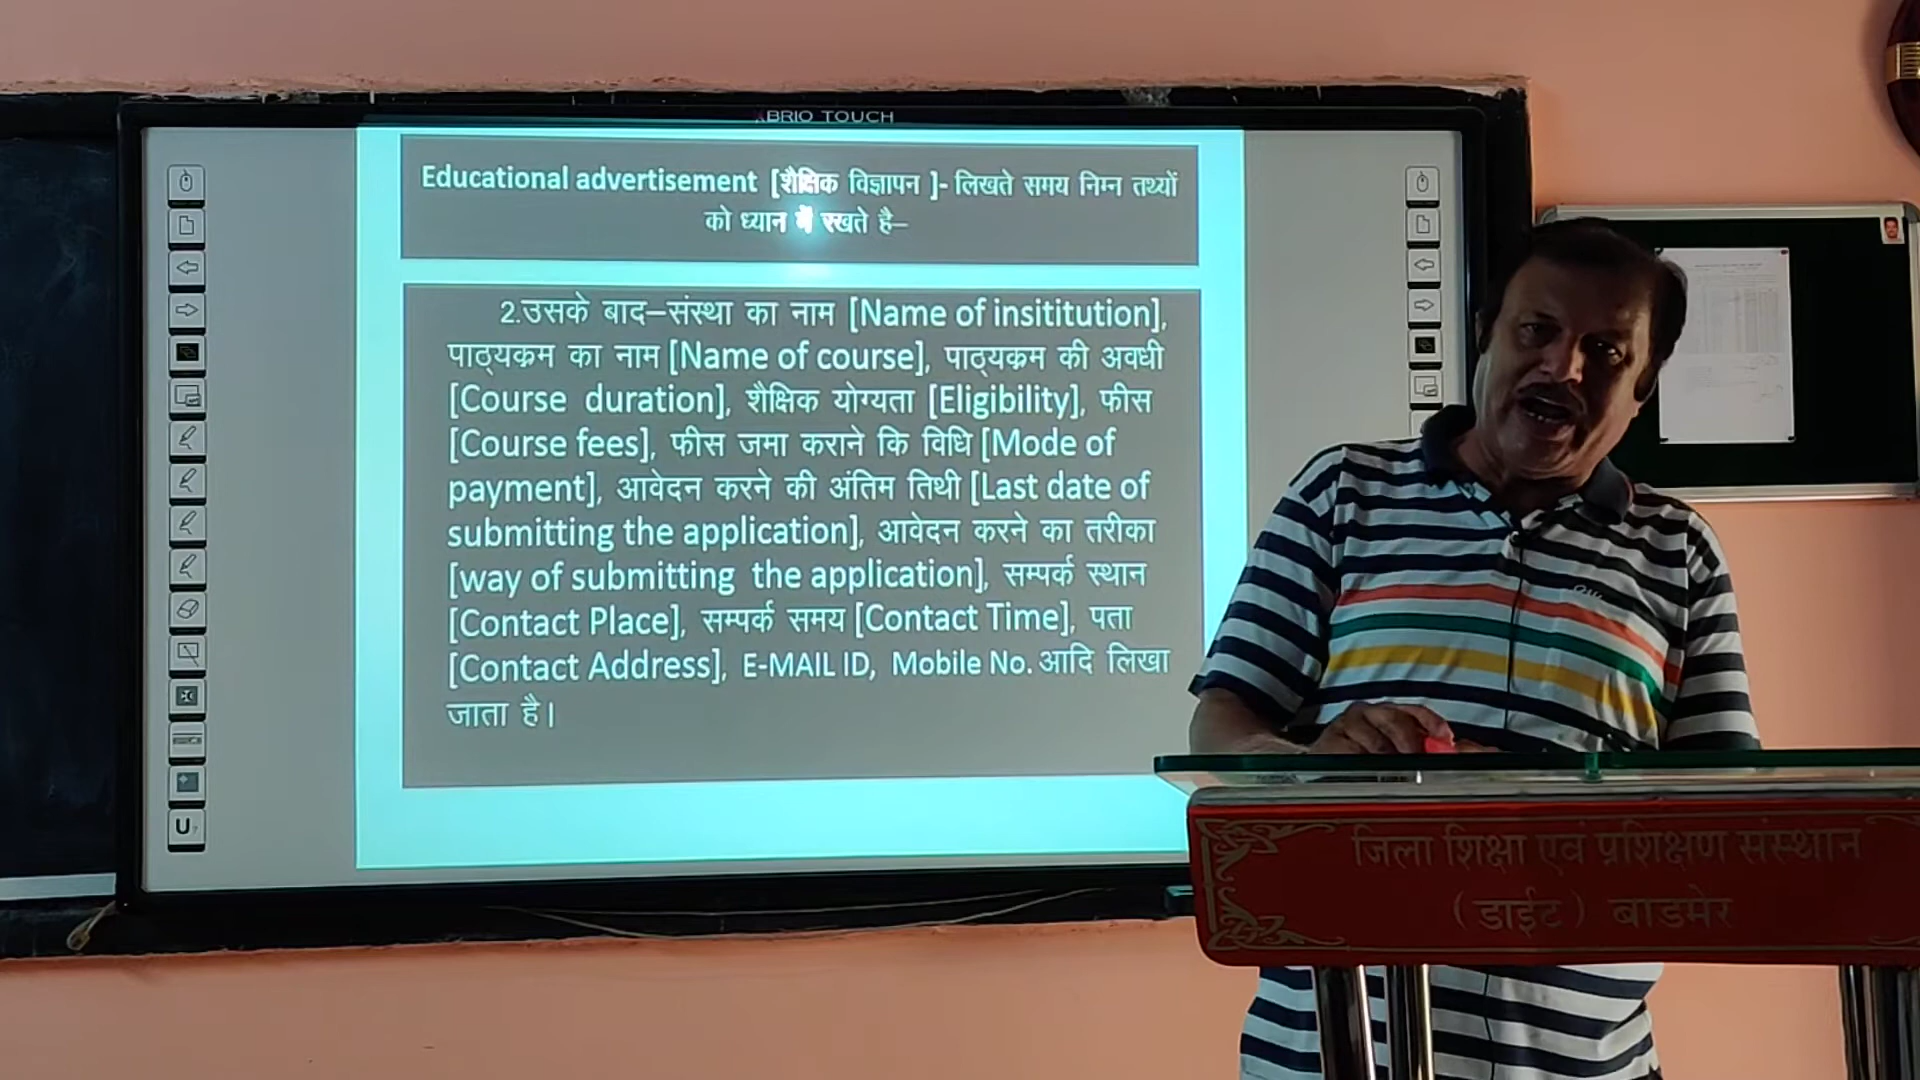 BRIO TOUCH
Educational advertisement [शैक्षिक विज्ञापन ]- लिखते समय निम्न तथ्यों
को ध्यान में रखते है–
2.उसके बाद–संस्था का नाम [Name of insititution],
पाठ्यक्रम का नाम [Name of course], पाठ्यक्रम की अवधी
[Course duration], शैक्षिक योग्यता [Eligibility], फीस
[Course fees], फीस जमा कराने कि विधि [Mode of
payment], आवेदन करने की अंतिम तिथी [Last date of
submitting the application], आवेदन करने का तरीका
[way of submitting the application], सम्पर्क स्थान
[Contact Place], सम्पर्क समय [Contact Time], पता
[Contact Address], E-MAIL ID, Mobile No. आदि लिखा
जाता है।
जिला शिक्षा एवं प्रशिक्षण संस्थान
(डाईट) बाडमेर